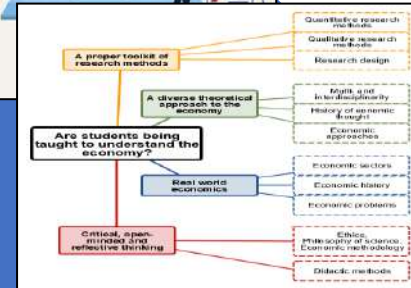 Quantitative research
methods
Qualitative research
methods
Research design
A proper toolkit of
research methods
A diverse theoretical
approach to the
economy
Multi and
interdisciplinarity
History of economic
thought
Economic
approaches
Are students being
taught to understand the
economy?
Real world
economics
Economic sectors
Economic history
Economic problems
Critical, open-
minded and
reflective thinking
Ethics,
Philosophy of science,
Economic methodology
Didactic methods